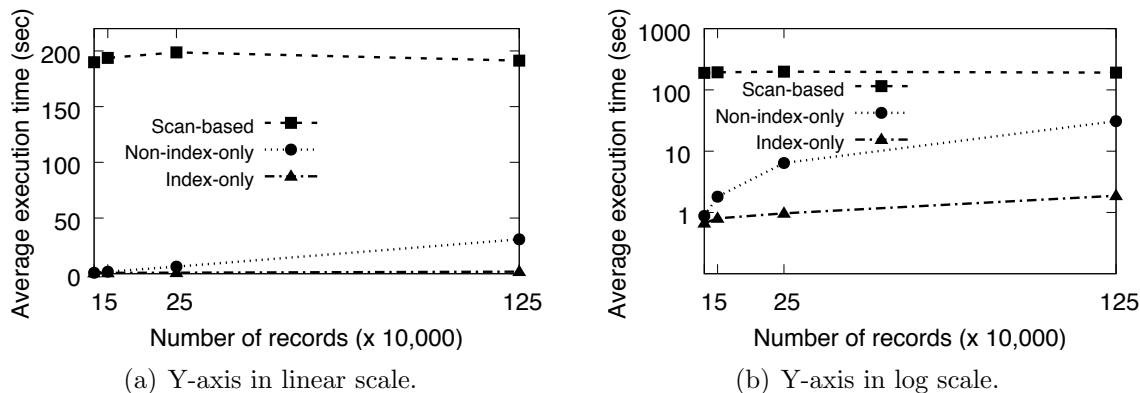 Average execution time (sec)
200
150
100
50
0
Scan-based
Non-index-only
Index-only
15 25 125
Number of records (x 10,000)
(a) Y-axis in linear scale.
Average execution time (sec)
1000
100
10
1
Scan-based
Non-index-only
Index-only
15 25 125
Number of records (x 10,000)
(b) Y-axis in log scale.